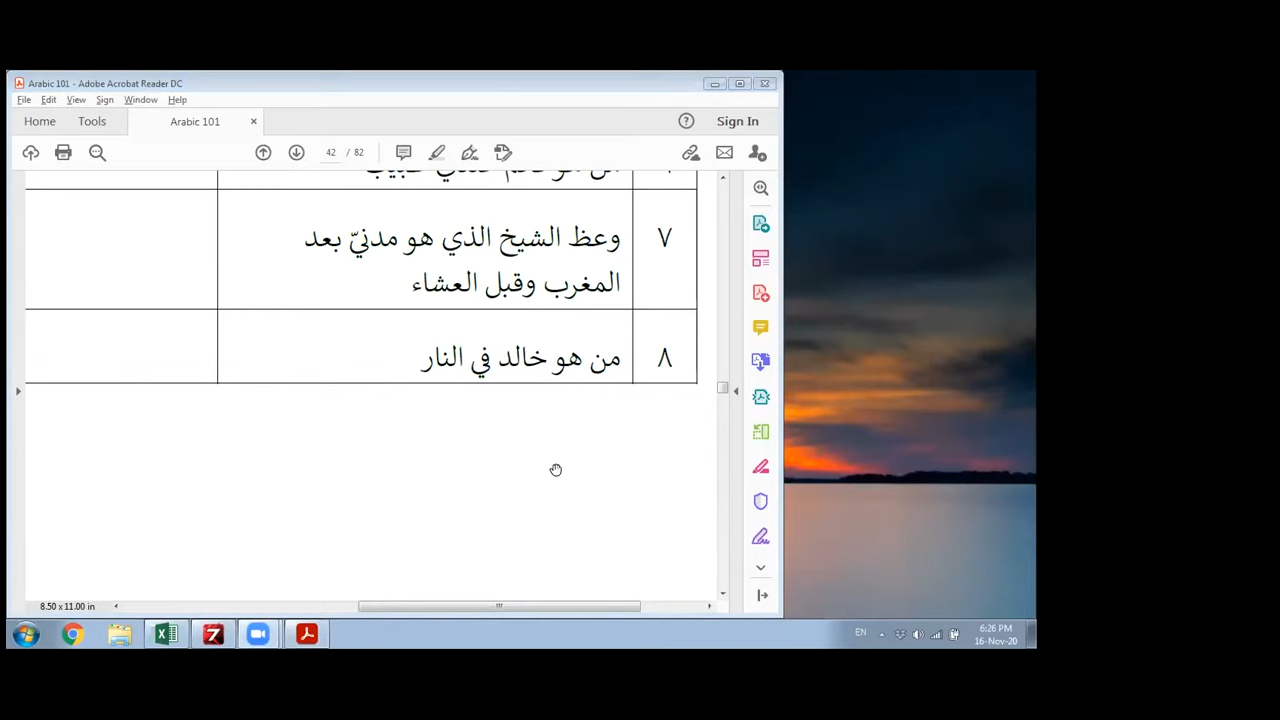 Arabic 101 - Adobe Acrobat Reader DC
File Edit View Sign Window Help
Home Tools Arabic 101 × Sign In
42 / 82
٧ وعظ الشيخ الذي هو مدنيّ بعد
المغرب وقبل العشاء
٨ من هو خالد في النار
8.50 x 11.00 in
EN 6:26 PM
16-Nov-20